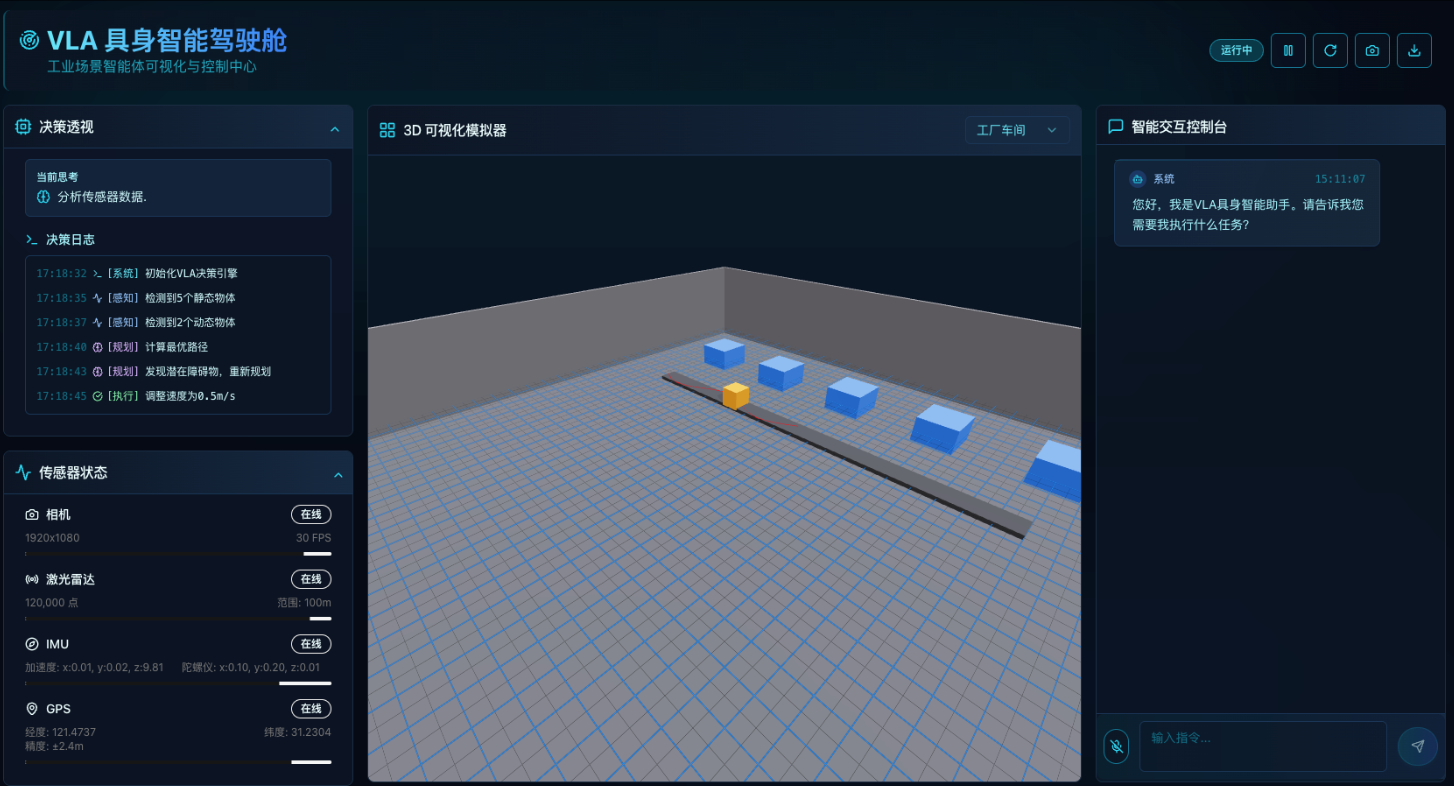 VLA 具身智能驾驶舱
工业场景智能体可视化与控制中心
运行中
决策透视
当前思考
分析传感器数据.
决策日志
17:18:32 [系统] 初始化VLA决策引擎
17:18:35 [感知] 检测到5个静态物体
17:18:37 [感知] 检测到2个动态物体
17:18:40 [规划] 计算最优路径
17:18:43 [规划] 发现潜在障碍物, 重新规划
17:18:45 [执行] 调整速度为0.5m/s
传感器状态
相机 在线
1920x1080 30 FPS
激光雷达 在线
120,000 点 范围: 100m
IMU 在线
加速度: x:0.01, y:0.02, z:9.81 陀螺仪: x:0.10, y:0.20, z:0.01
GPS 在线
经度: 121.4737 纬度: 31.2304
精度: ±2.4m
3D 可视化模拟器
工厂车间
智能交互控制台
系统 15:11:07
您好，我是VLA具身智能助手。请告诉我您
需要我执行什么任务?
输入指令...